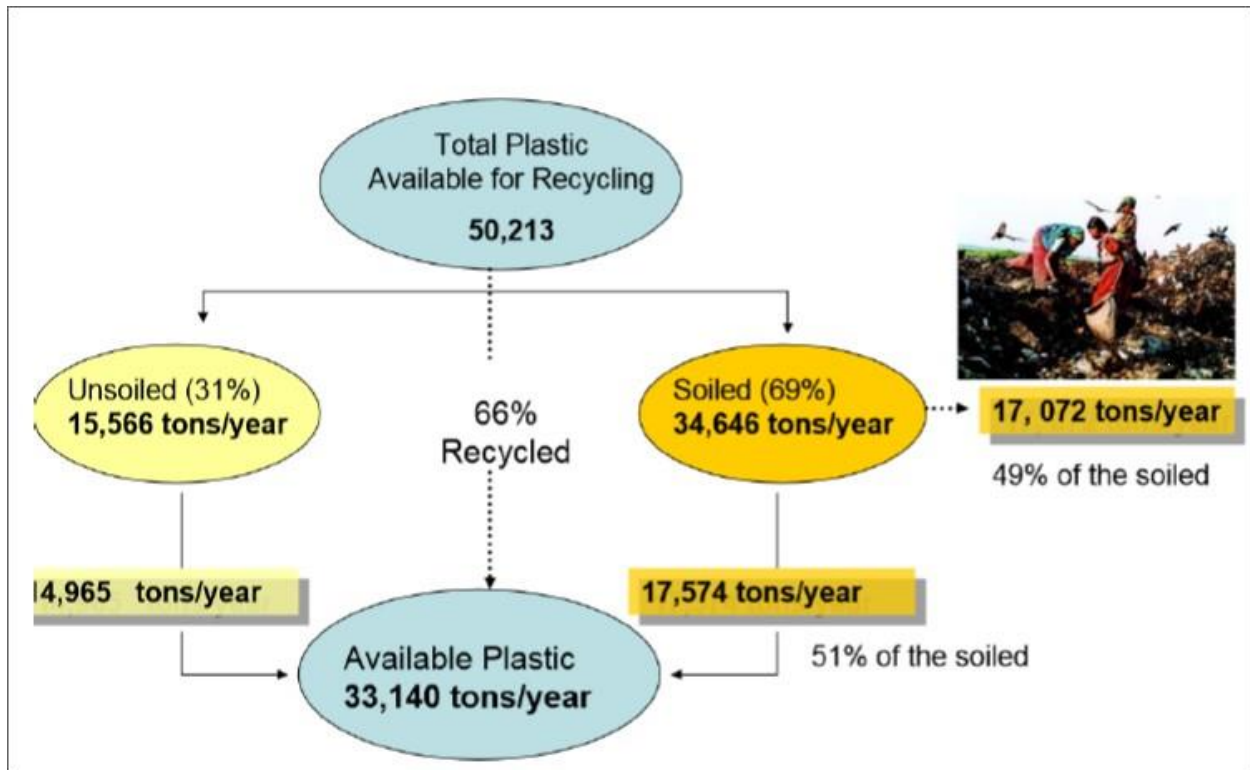 Total Plastic
Available for Recycling
50,213
Unsoiled (31%)
15,566 tons/year
66%
Recycled
Soiled (69%)
34,646 tons/year
17, 072 tons/year
49% of the soiled
14,965 tons/year
17,574 tons/year
51% of the soiled
Available Plastic
33,140 tons/year